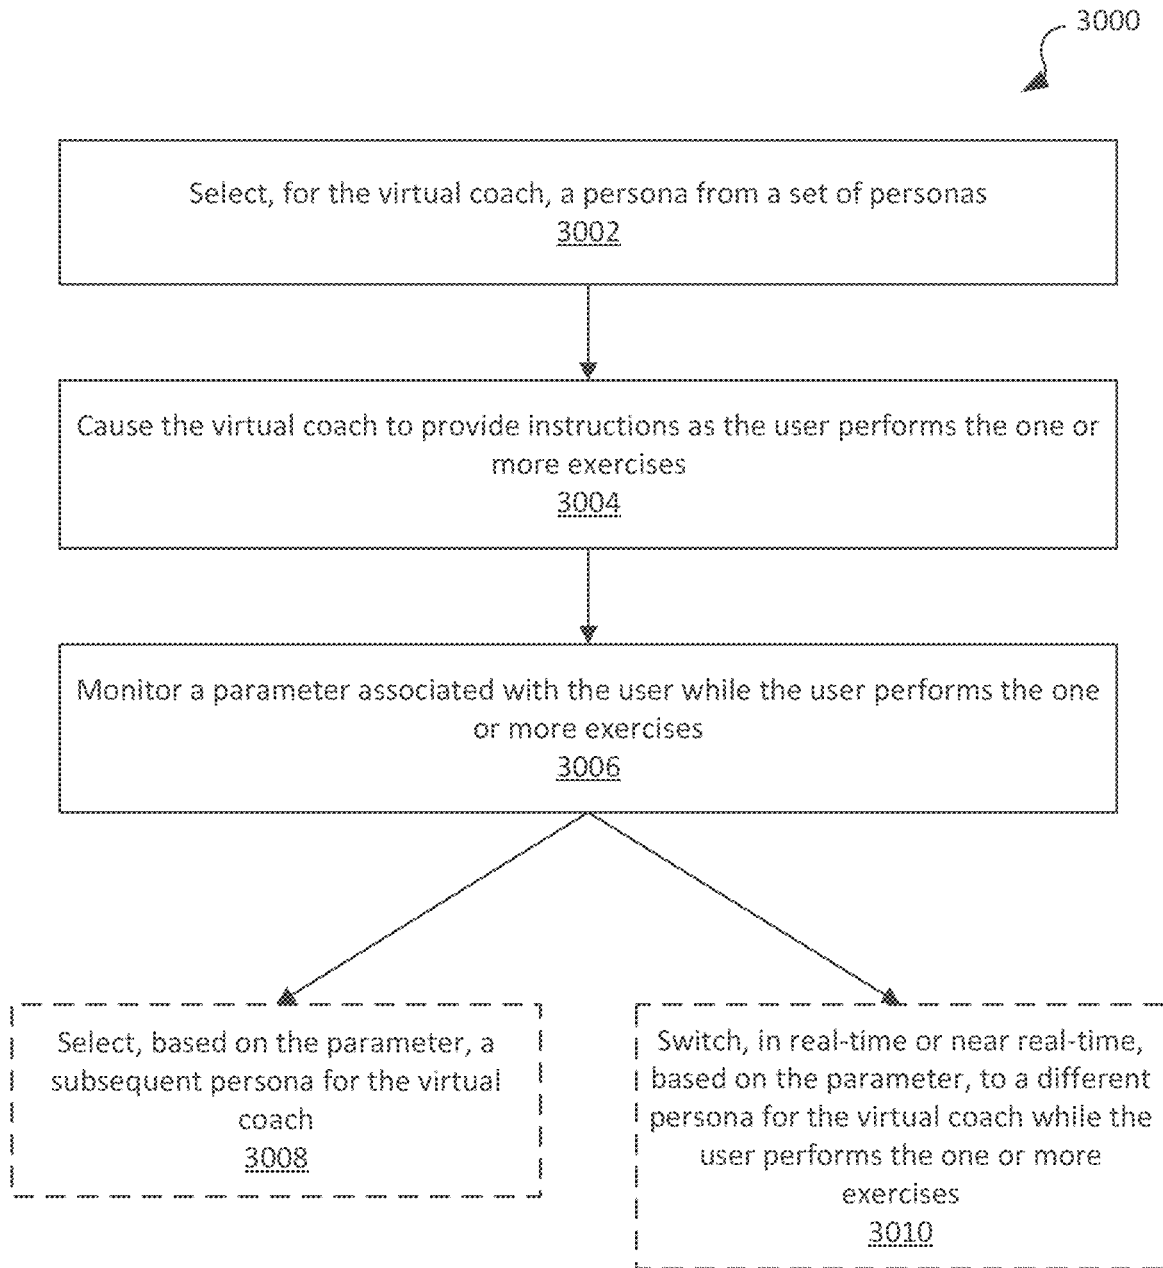 3000
Select, for the virtual coach, a persona from a set of personas
3002
Cause the virtual coach to provide instructions as the user performs the one or
more exercises
3004
Monitor a parameter associated with the user while the user performs the one
or more exercises
3006
Select, based on the parameter, a
subsequent persona for the virtual
coach
3008
Switch, in real-time or near real-time,
based on the parameter, to a different
persona for the virtual coach while the
user performs the one or more
exercises
3010